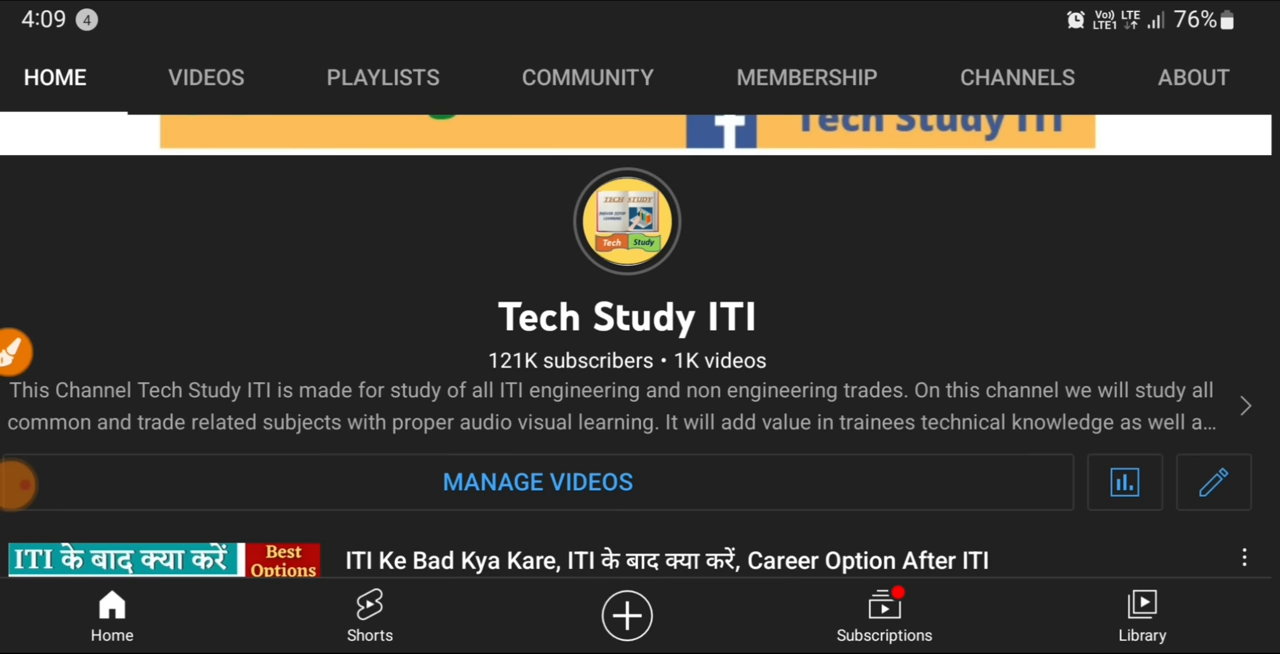 4:09 4 Vo) LTE LTE1 76%
HOME VIDEOS PLAYLISTS COMMUNITY MEMBERSHIP CHANNELS ABOUT
Tech Study ITI
TECH STUDY
Tech Study
Tech Study ITI
121K subscribers • 1K videos
This Channel Tech Study ITI is made for study of all ITI engineering and non engineering trades. On this channel we will study all
common and trade related subjects with proper audio visual learning. It will add value in trainees technical knowledge as well a...
MANAGE VIDEOS
ITI के बाद क्या करें Best
Options
ITI Ke Bad Kya Kare, ITI के बाद क्या करें, Career Option After ITI
Home Shorts Subscriptions Library